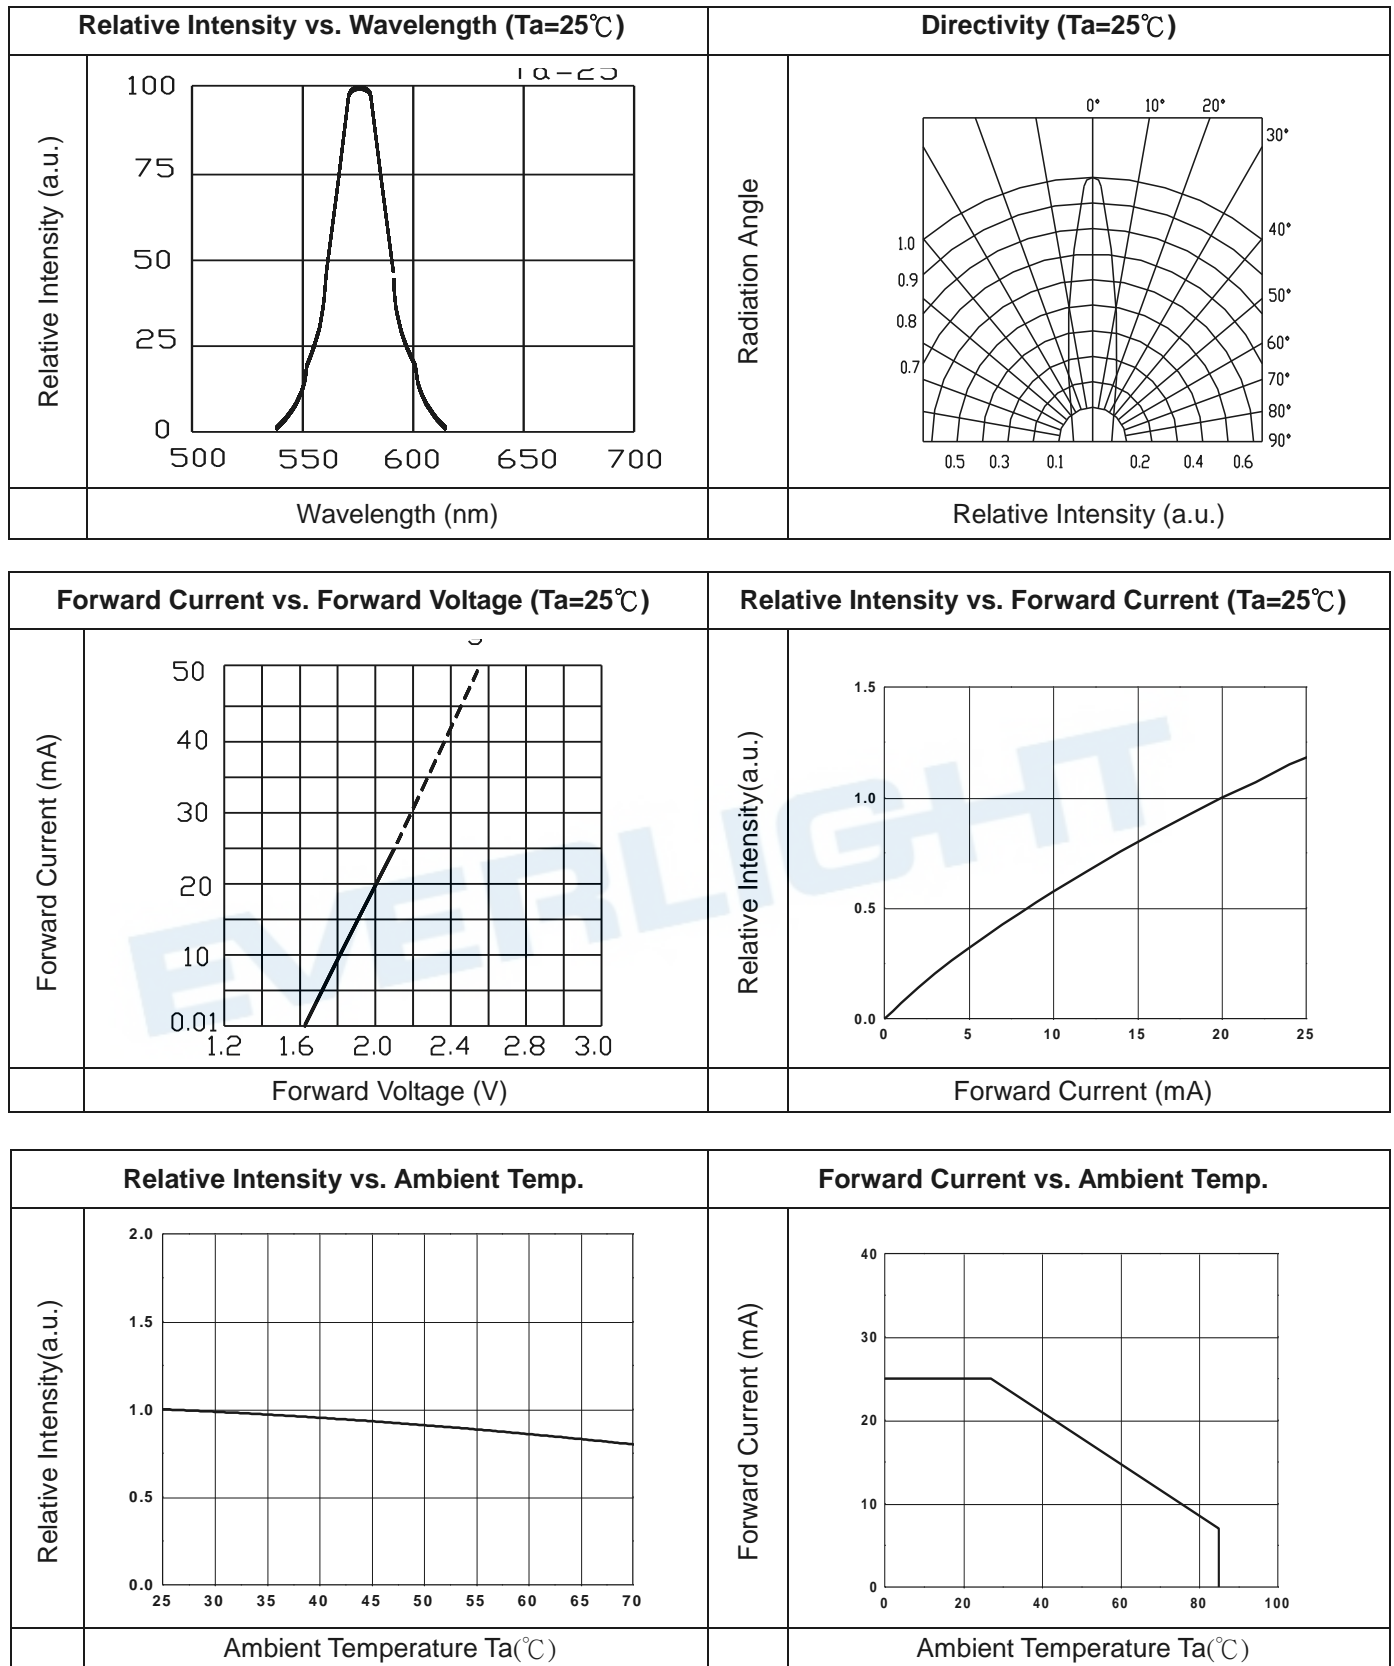 Relative Intensity vs. Wavelength (Ta=25℃)
Directivity (Ta=25℃)
Relative Intensity (a.u.)
100
75
50
25
0
500 550 600 650 700
Wavelength (nm)
Radiation Angle
0° 10° 20°
30°
40°
50°
60°
70°
80°
90°
1.0
0.9
0.8
0.7
0.5 0.3 0.1 0.2 0.4 0.6
Relative Intensity (a.u.)
Forward Current vs. Forward Voltage (Ta=25℃)
Relative Intensity vs. Forward Current (Ta=25℃)
Forward Current (mA)
50
40
30
20
10
0.01
1.2 1.6 2.0 2.4 2.8 3.0
Forward Voltage (V)
Relative Intensity(a.u.)
1.5
1.0
0.5
0.0
0 5 10 15 20 25
Forward Current (mA)
EVERLIGHT
Relative Intensity vs. Ambient Temp.
Forward Current vs. Ambient Temp.
Relative Intensity(a.u.)
2.0
1.5
1.0
0.5
0.0
25 30 35 40 45 50 55 60 65 70
Ambient Temperature Ta(℃)
Forward Current (mA)
40
30
20
10
0
0 20 40 60 80 100
Ambient Temperature Ta(℃)